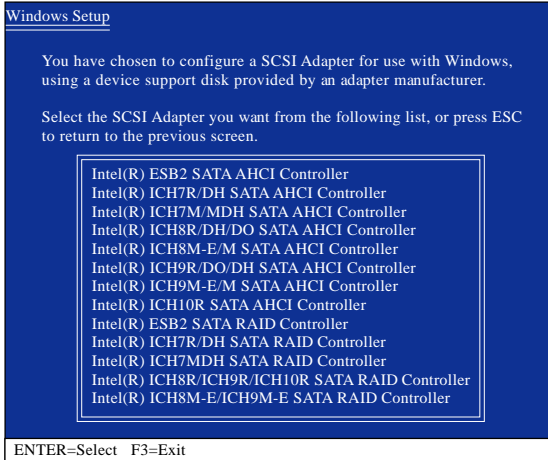 Windows Setup
You have chosen to configure a SCSI Adapter for use with Windows,
using a device support disk provided by an adapter manufacturer.
Select the SCSI Adapter you want from the following list, or press ESC
to return to the previous screen.
Intel(R) ESB2 SATA AHCI Controller
Intel(R) ICH7R/DH SATA AHCI Controller
Intel(R) ICH7M/MDH SATA AHCI Controller
Intel(R) ICH8R/DH/DO SATA AHCI Controller
Intel(R) ICH8M-E/M SATA AHCI Controller
Intel(R) ICH9R/DO/DH SATA AHCI Controller
Intel(R) ICH9M-E/M SATA AHCI Controller
Intel(R) ICH10R SATA AHCI Controller
Intel(R) ESB2 SATA RAID Controller
Intel(R) ICH7R/DH SATA RAID Controller
Intel(R) ICH7MDH SATA RAID Controller
Intel(R) ICH8R/ICH9R/ICH10R SATA RAID Controller
Intel(R) ICH8M-E/ICH9M-E SATA RAID Controller
ENTER=Select F3=Exit